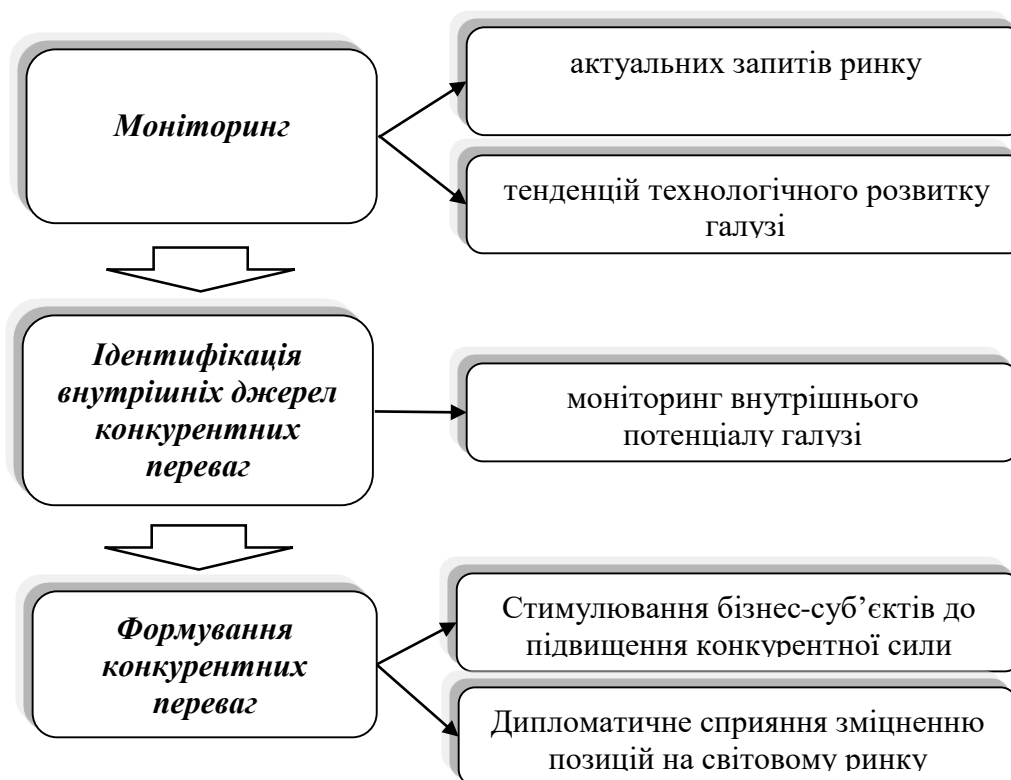 Моніторинг
актуальних запитів ринку
тенденцій технологічного розвитку
галузі
Ідентифікація
внутрішніх джерел
конкурентних
переваг
моніторинг внутрішнього
потенціалу галузі
Формування
конкурентних
переваг
Стимулювання бізнес-суб’єктів до
підвищення конкурентної сили
Дипломатичне сприяння зміцненню
позицій на світовому ринку